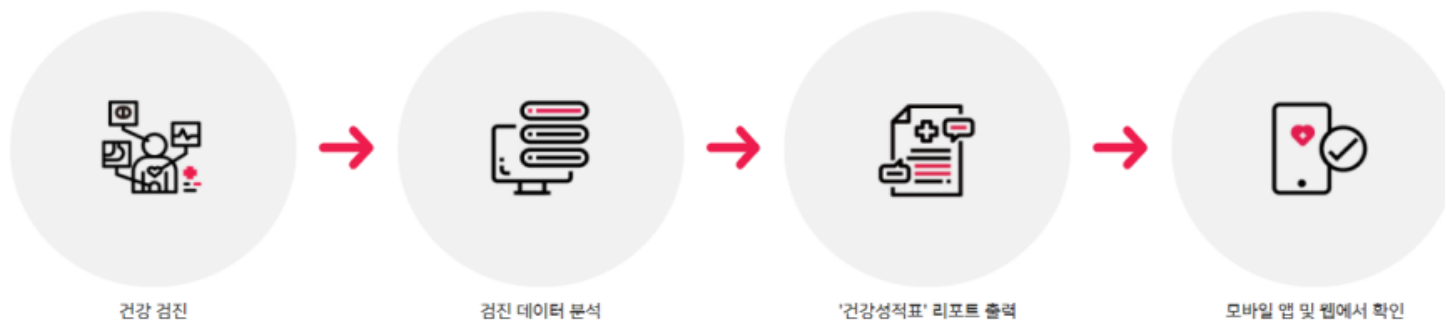 건강 검진
검진 데이터 분석
'건강성적표' 리포트 출력
모바일 앱 및 웹에서 확인